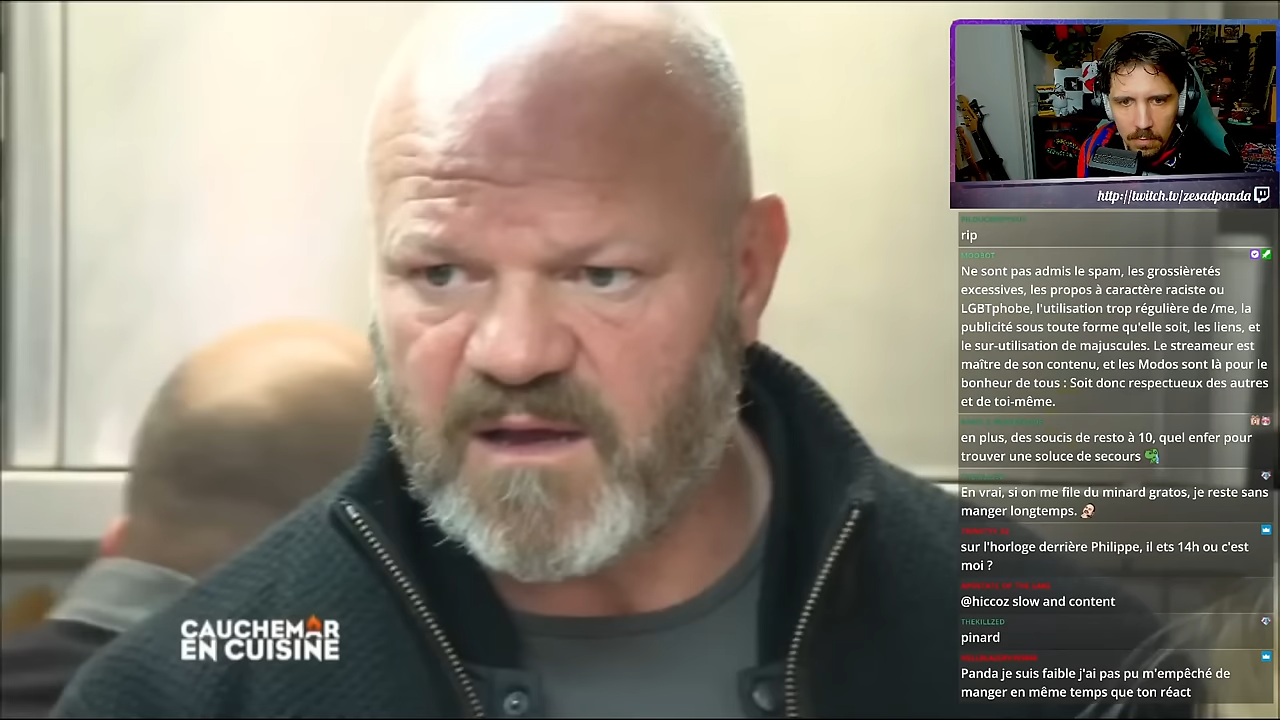 CAUCHEMAR
EN CUISINE
http://twitch.tv/zesadpanda
rip
MOOBOT
Ne sont pas admis le spam, les grossièretés
excessives, les propos à caractère raciste ou
LGBTphobe, l'utilisation trop régulière de /me, la
publicité sous toute forme qu'elle soit, les liens, et
le sur-utilisation de majuscules. Le streameur est
maître de son contenu, et les Modos sont là pour le
bonheur de tous : Soit donc respectueux des autres
et de toi-même.
en plus, des soucis de resto à 10, quel enfer pour
trouver une soluce de secours
En vrai, si on me file du minard gratos, je reste sans
manger longtemps.
sur l'horloge derrière Philippe, il ets 14h ou c'est
moi ?
@hiccoz slow and content
THEKILLZED
pinard
Panda je suis faible j'ai pas pu m'empêché de
manger en même temps que ton réact